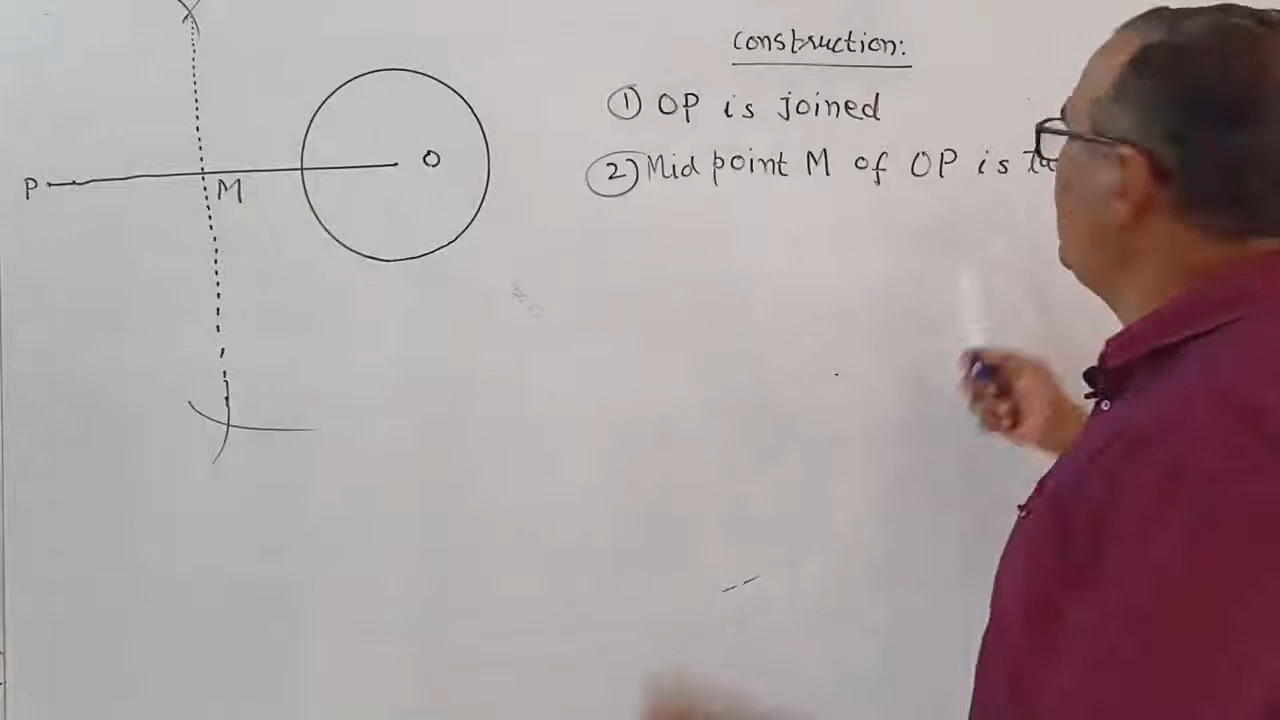 construction:
① OP is joined
② Mid point M of OP is
P
M
O